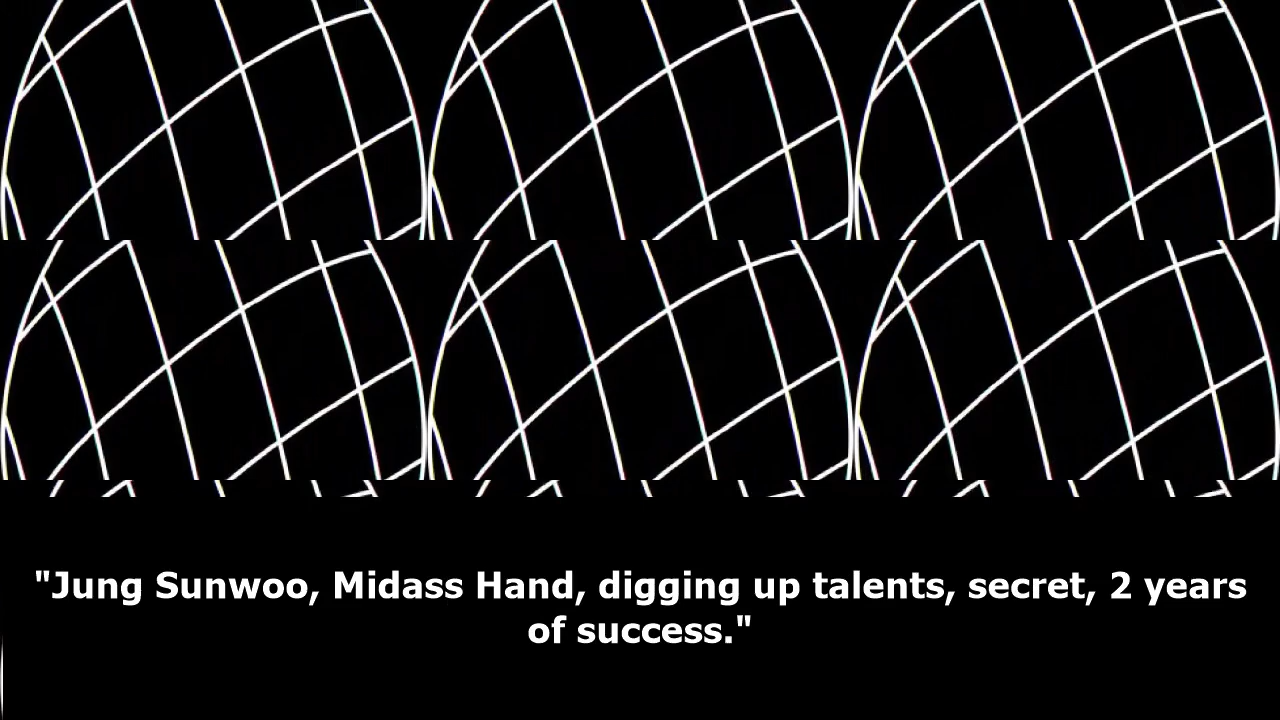 "Jung Sunwoo, Midass Hand, digging up talents, secret, 2 years
of success."